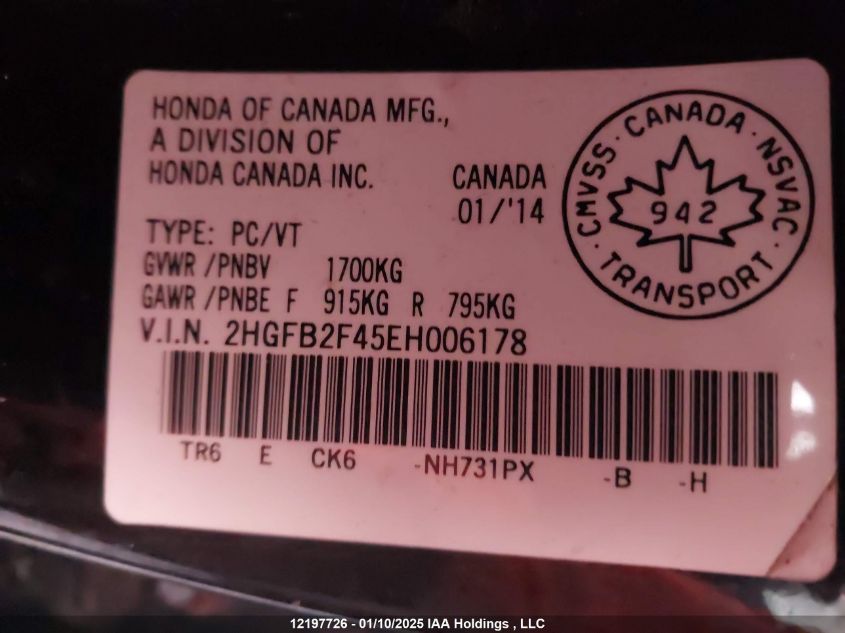 HONDA OF CANADA MFG.,
A DIVISION OF
HONDA CANADA INC. CANADA
01/'14
CMVSS · CANADA · NSVAC · TRANSPORT ·
942
TYPE: PC/VT
GVWR /PNBV 1700KG
GAWR /PNBE F 915KG R 795KG
V.I.N. 2HGFB2F45EH006178
TR6 E CK6 -NH731PX -B -H
12197726 - 01/10/2025 IAA Holdings , LLC